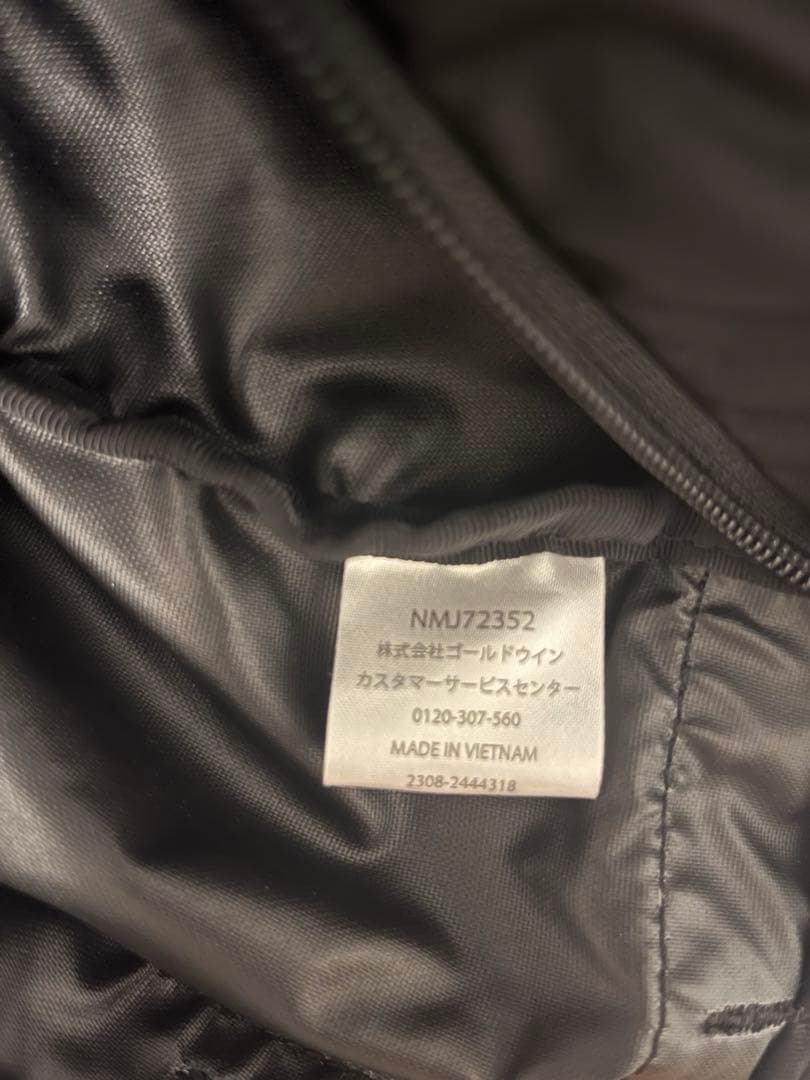 NMJ72352
株式会社ゴールドウイン
カスタマーサービスセンター
0120-307-560
MADE IN VIETNAM
2308-2444318